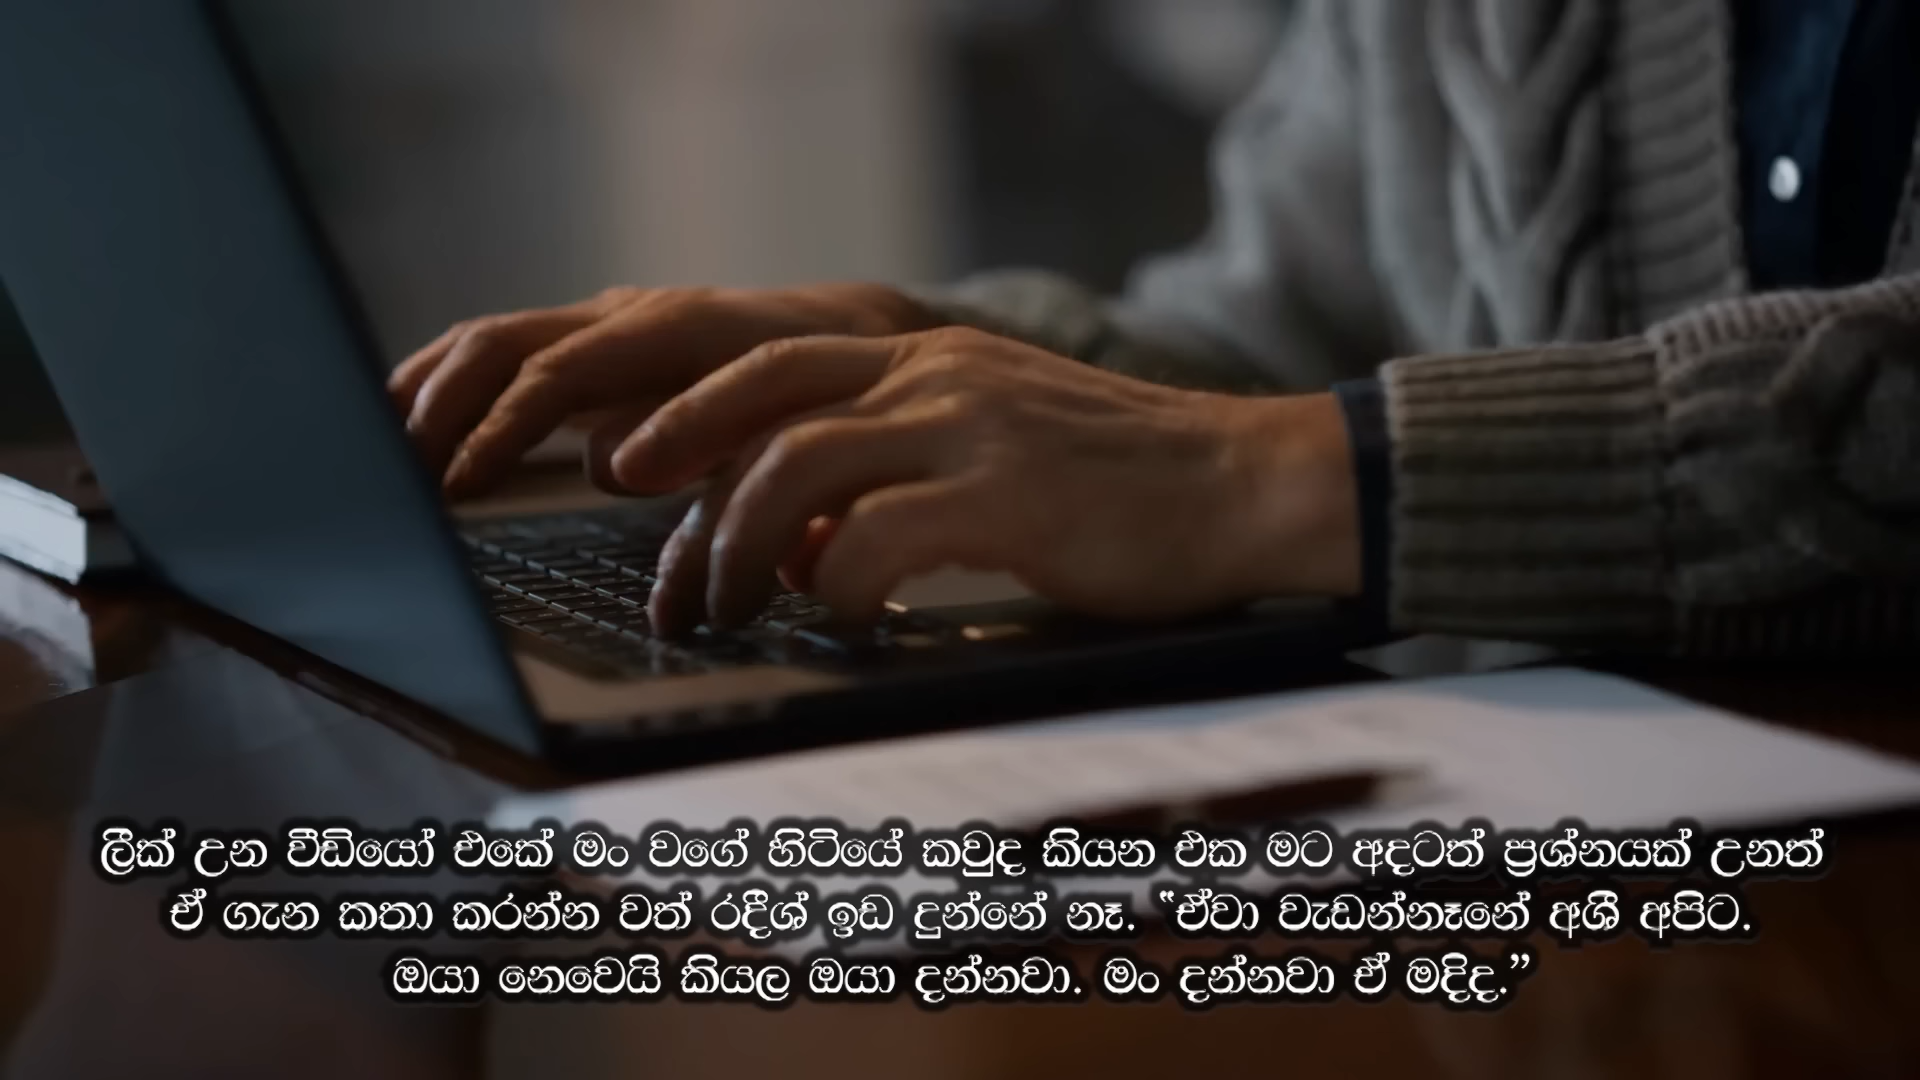 ලීක් උන වීඩියෝ එකේ මං වගේ හිටියේ කවුද කියන එක මට අදටත් ප්‍රශ්නයක් උනත්
ඒ ගැන කතා කරන්න වත් රදීශ් ඉඩ දුන්නේ නෑ. “ඒවා වැඩන්නෑනේ අශී අපිට.
ඔයා නෙවෙයි කියල ඔයා දන්නවා. මං දන්නවා ඒ මදිද.”